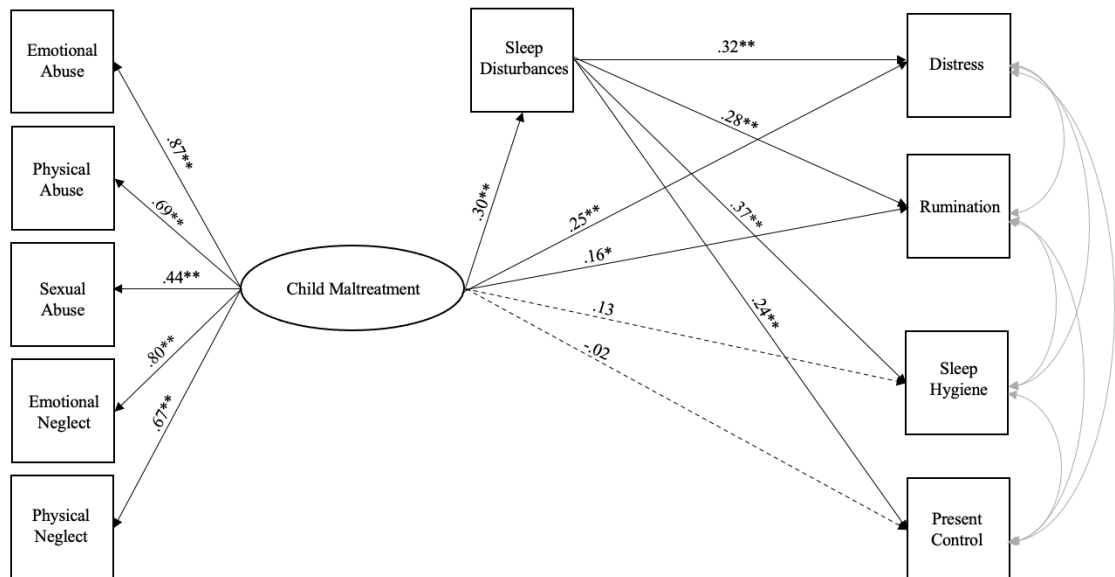 Emotional
Abuse
Physical
Abuse
Sexual
Abuse
Emotional
Neglect
Physical
Neglect
.87**
.69**
.44**
.80**
.67**
Child Maltreatment
Sleep
Disturbances
.30**
.32**
.28**
.37**
.24**
.25**
.16*
.13
-.02
Distress
Rumination
Sleep
Hygiene
Present
Control